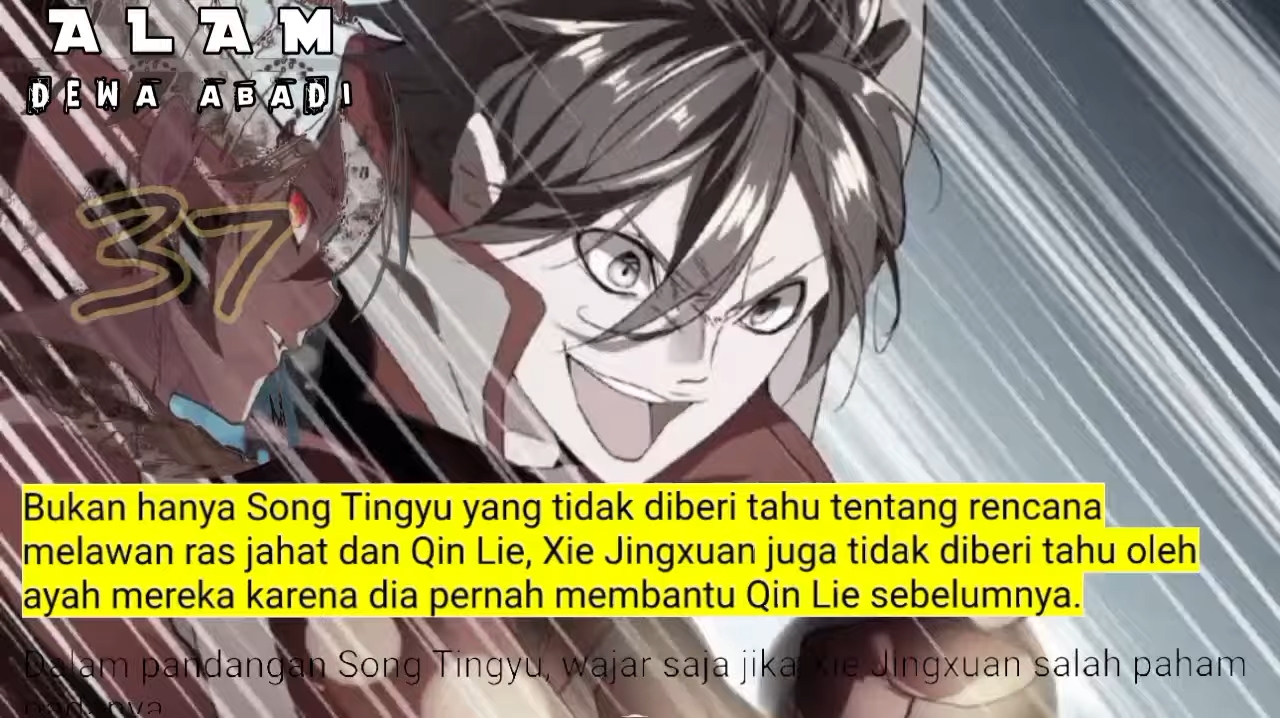 ALAM
DEWA ABADI
37
Bukan hanya Song Tingyu yang tidak diberi tahu tentang rencana
melawan ras jahat dan Qin Lie, Xie Jingxuan juga tidak diberi tahu oleh
ayah mereka karena dia pernah membantu Qin Lie sebelumnya.
Dalam pandangan Song Tingyu, wajar saja jika Xie Jingxuan salah paham
padanya